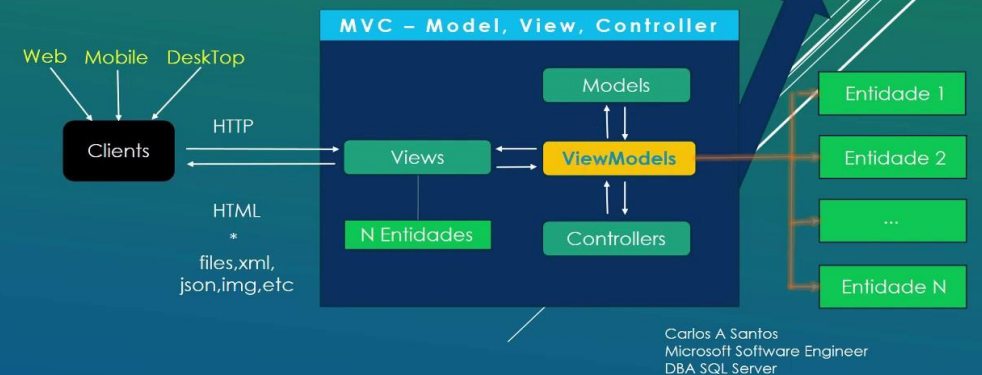 MVC – Model, View, Controller
Web Mobile DeskTop
Clients
HTTP
HTML
*
files,xml,
json,img,etc
Views
N Entidades
Models
ViewModels
Controllers
Entidade 1
Entidade 2
...
Entidade N
Carlos A Santos
Microsoft Software Engineer
DBA SQL Server